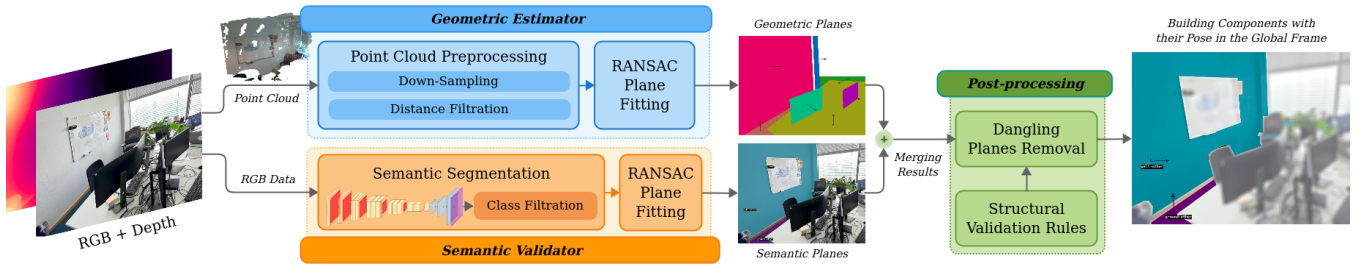 Geometric Estimator
Point Cloud Preprocessing
Down-Sampling
Distance Filtration
RANSAC
Plane
Fitting
Point Cloud
RGB + Depth
RGB Data
Semantic Segmentation
Class Filtration
RANSAC
Plane
Fitting
Semantic Validator
Geometric Planes
Semantic Planes
+
Merging
Results
Post-processing
Dangling
Planes Removal
Structural
Validation Rules
Building Components with
their Pose in the Global Frame